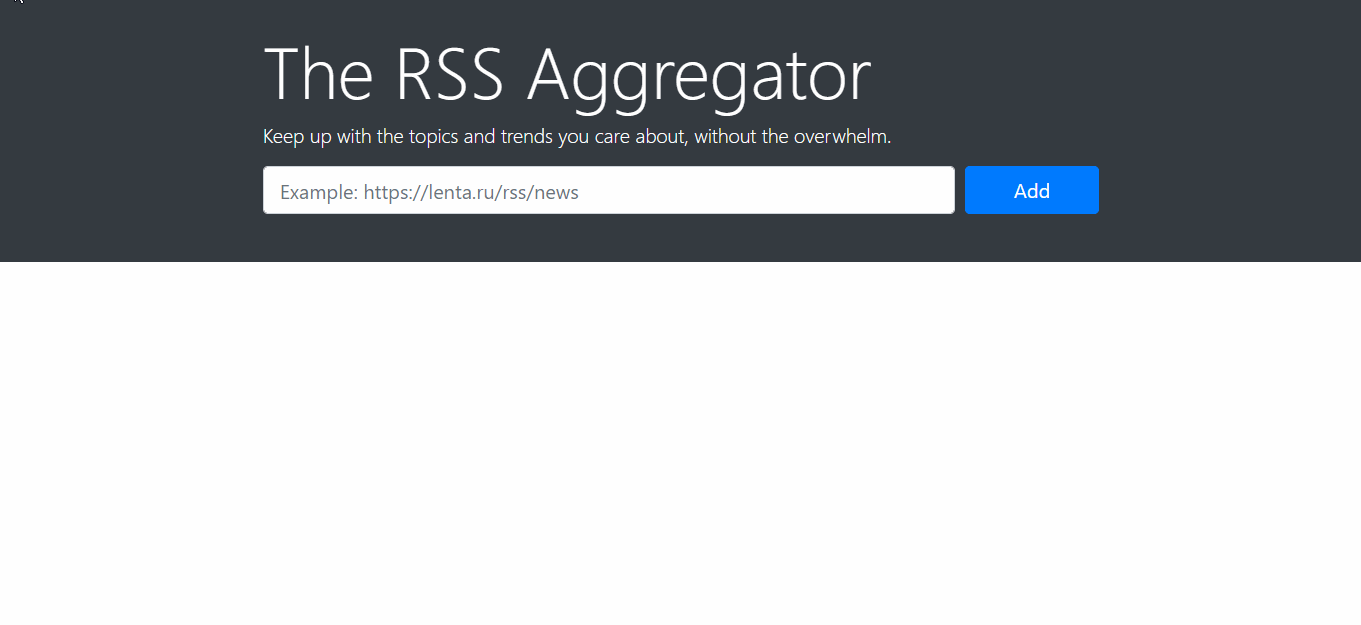 The RSS Aggregator
Keep up with the topics and trends you care about, without the overwhelm.
Example: https://lenta.ru/rss/news
Add